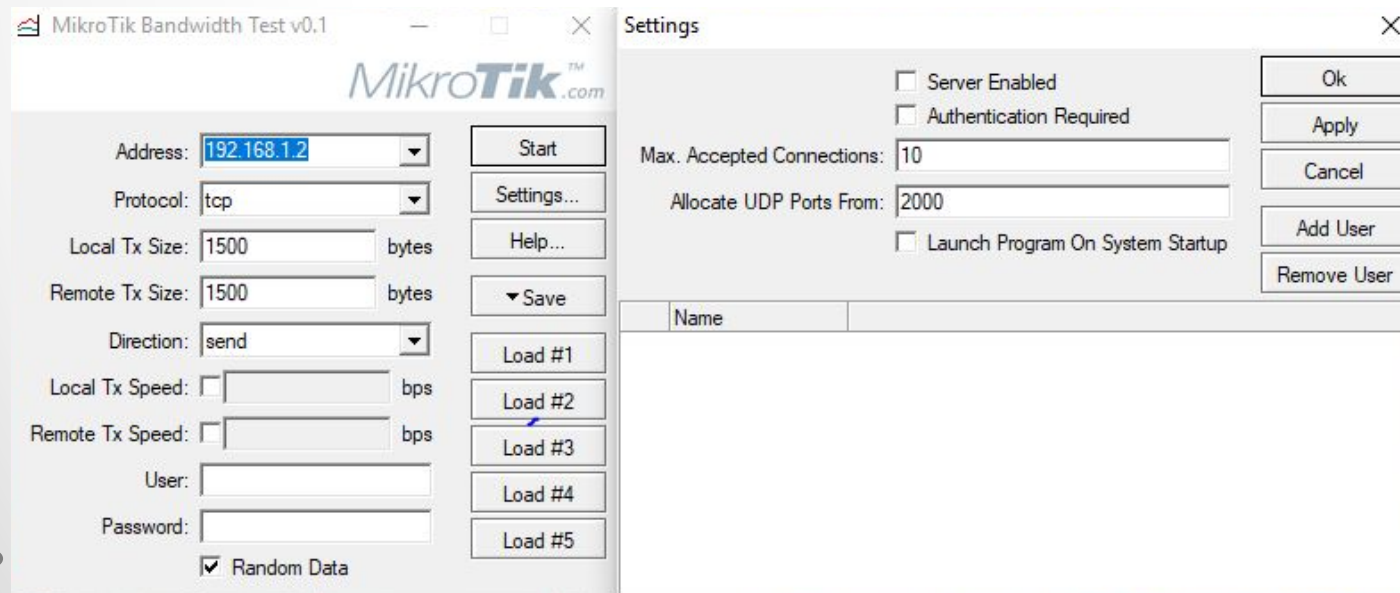 MikroTik Bandwidth Test v0.1
MikroTik™.com
Address: 192.168.1.2
Start
Protocol: tcp
Settings...
Local Tx Size: 1500 bytes
Help...
Remote Tx Size: 1500 bytes
Save
Direction: send
Load #1
Local Tx Speed: bps
Load #2
Remote Tx Speed: bps
Load #3
User:
Load #4
Password:
Load #5
Random Data
Settings
Server Enabled
Ok
Authentication Required
Apply
Max. Accepted Connections: 10
Cancel
Allocate UDP Ports From: 2000
Add User
Launch Program On System Startup
Remove User
Name